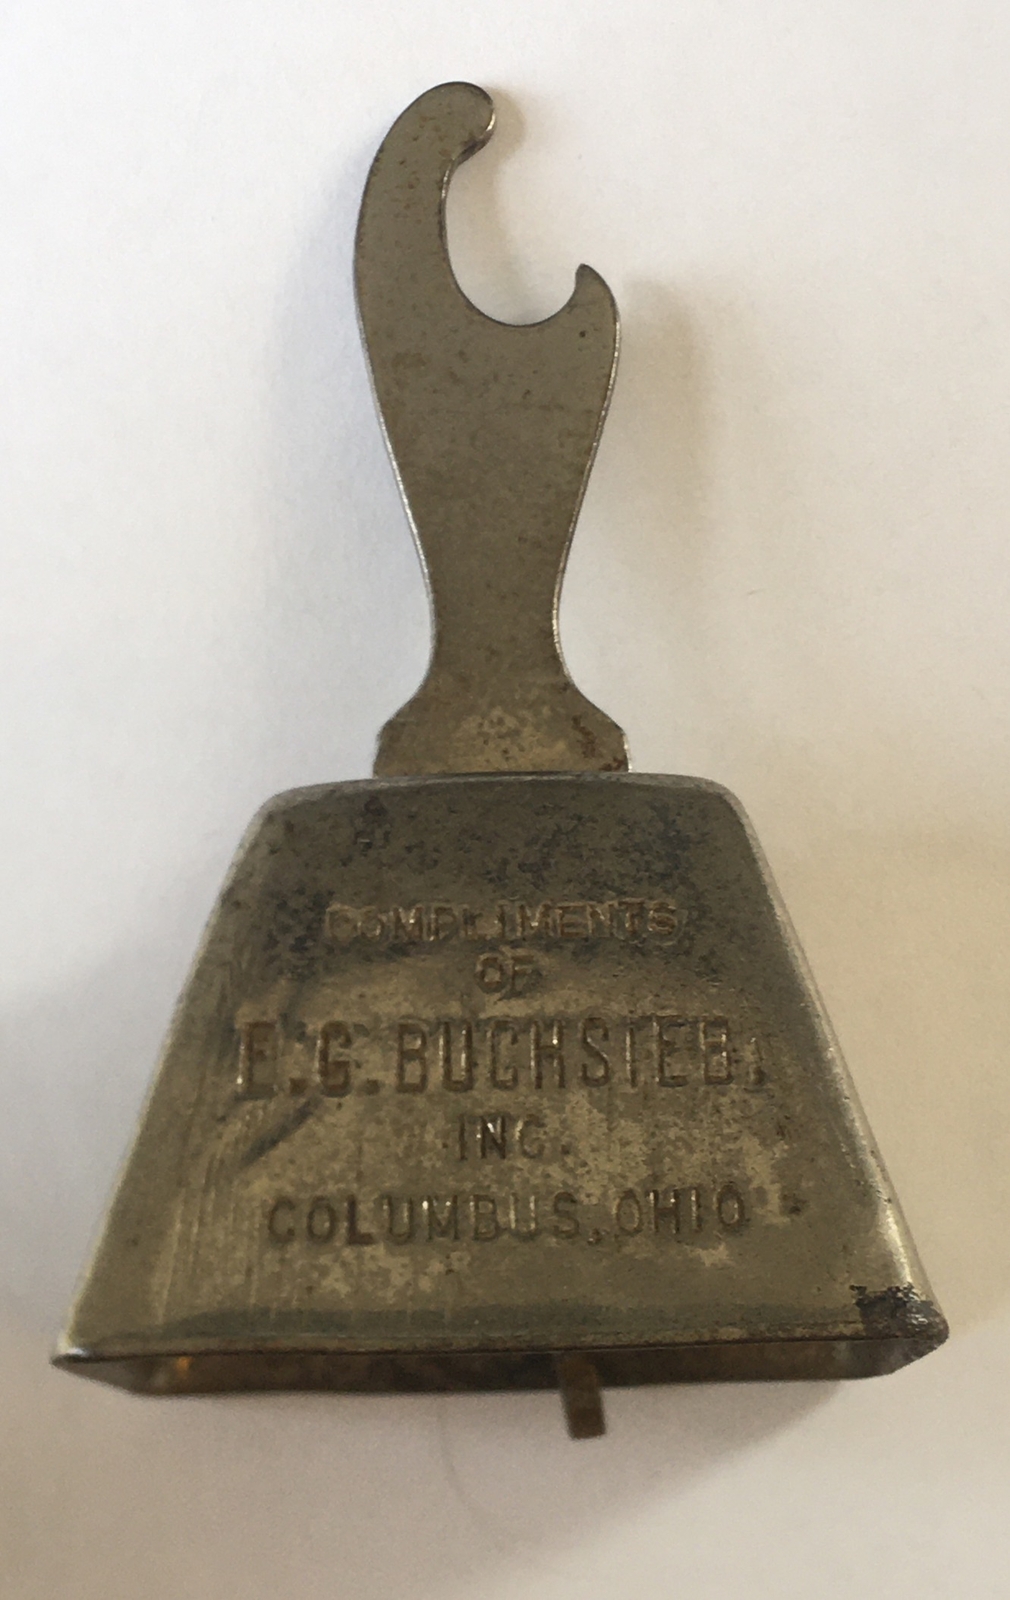 COMPLIMENTS
OF
E.G. BUCHSIEB,
INC.
COLUMBUS, OHIO